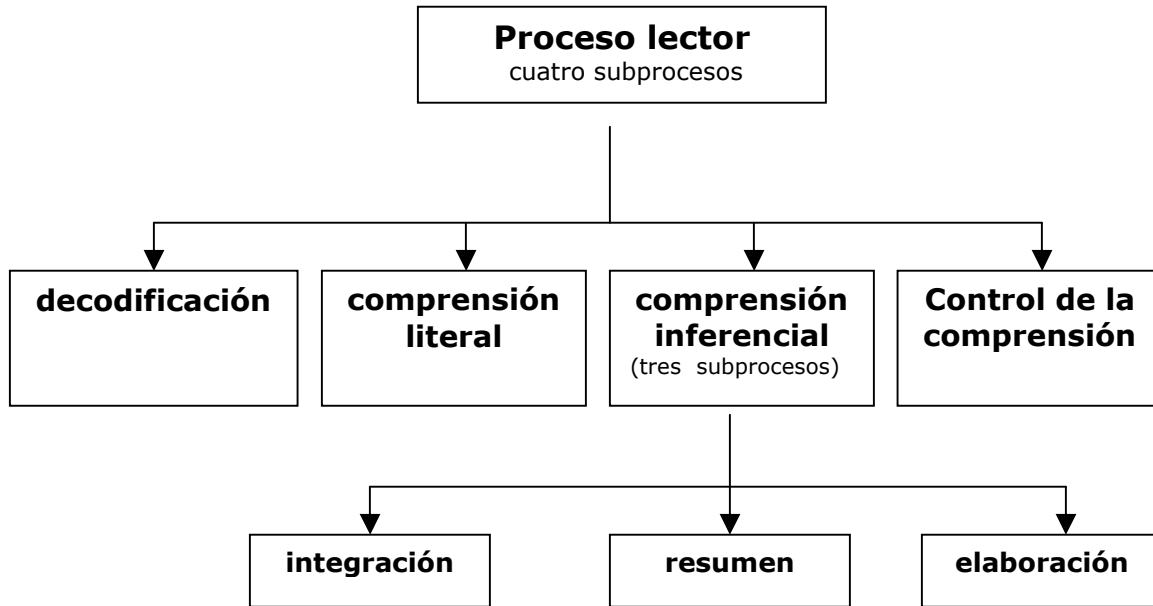 Proceso lector
cuatro subprocesos
decodificación
comprensión
literal
comprensión
inferencial
(tres subprocesos)
Control de la
comprensión
integración
resumen
elaboración